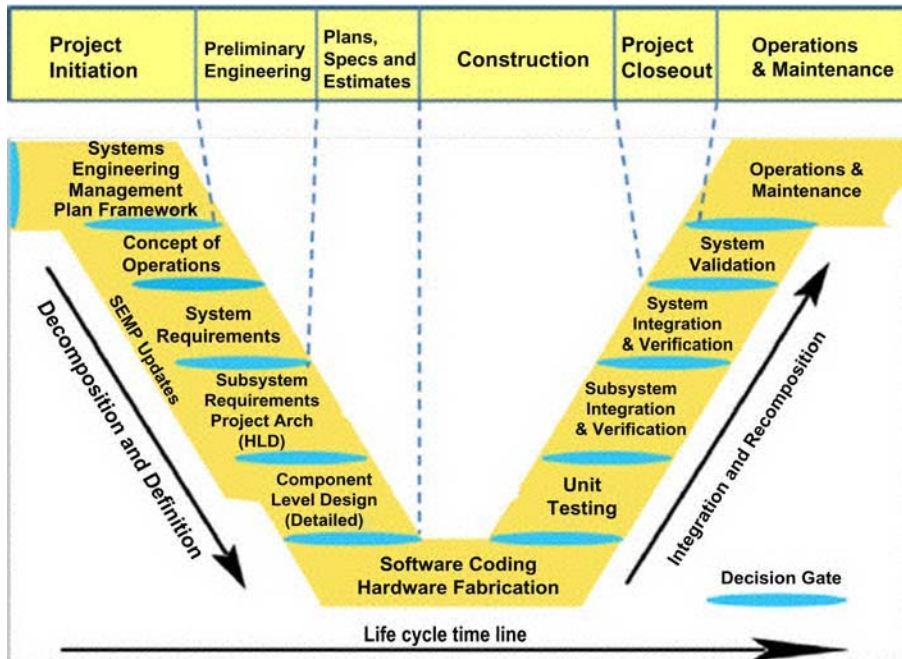 Project
Initiation
Preliminary
Engineering
Plans,
Specs and
Estimates
Construction
Project
Closeout
Operations
& Maintenance
Systems
Engineering
Management
Plan Framework
Concept of
Operations
System
Requirements
Subsystem
Requirements
Project Arch
(HLD)
Component
Level Design
(Detailed)
SEMP Updates
Decomposition and Definition
Software Coding
Hardware Fabrication
Operations &
Maintenance
System
Validation
System
Integration
& Verification
Subsystem
Integration
& Verification
Unit
Testing
Integration and Recomposition
Decision Gate
Life cycle time line